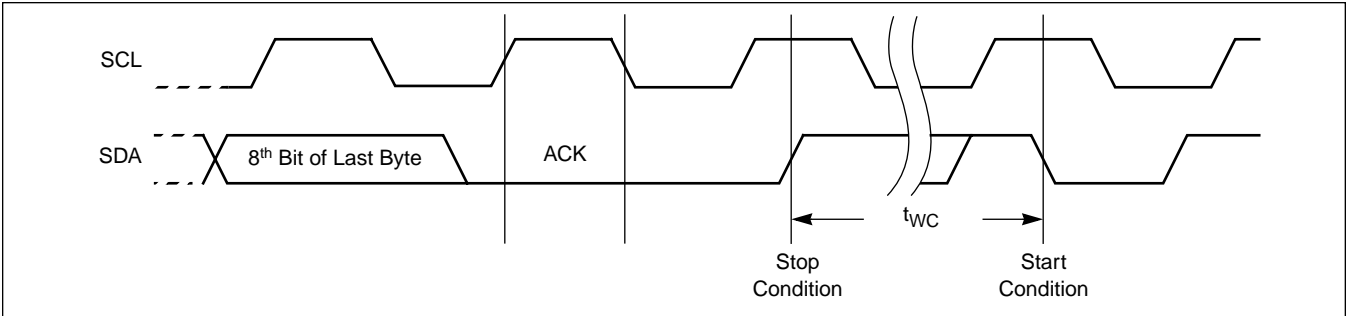 SCL
SDA
8th Bit of Last Byte
ACK
tWC
Stop
Condition
Start
Condition